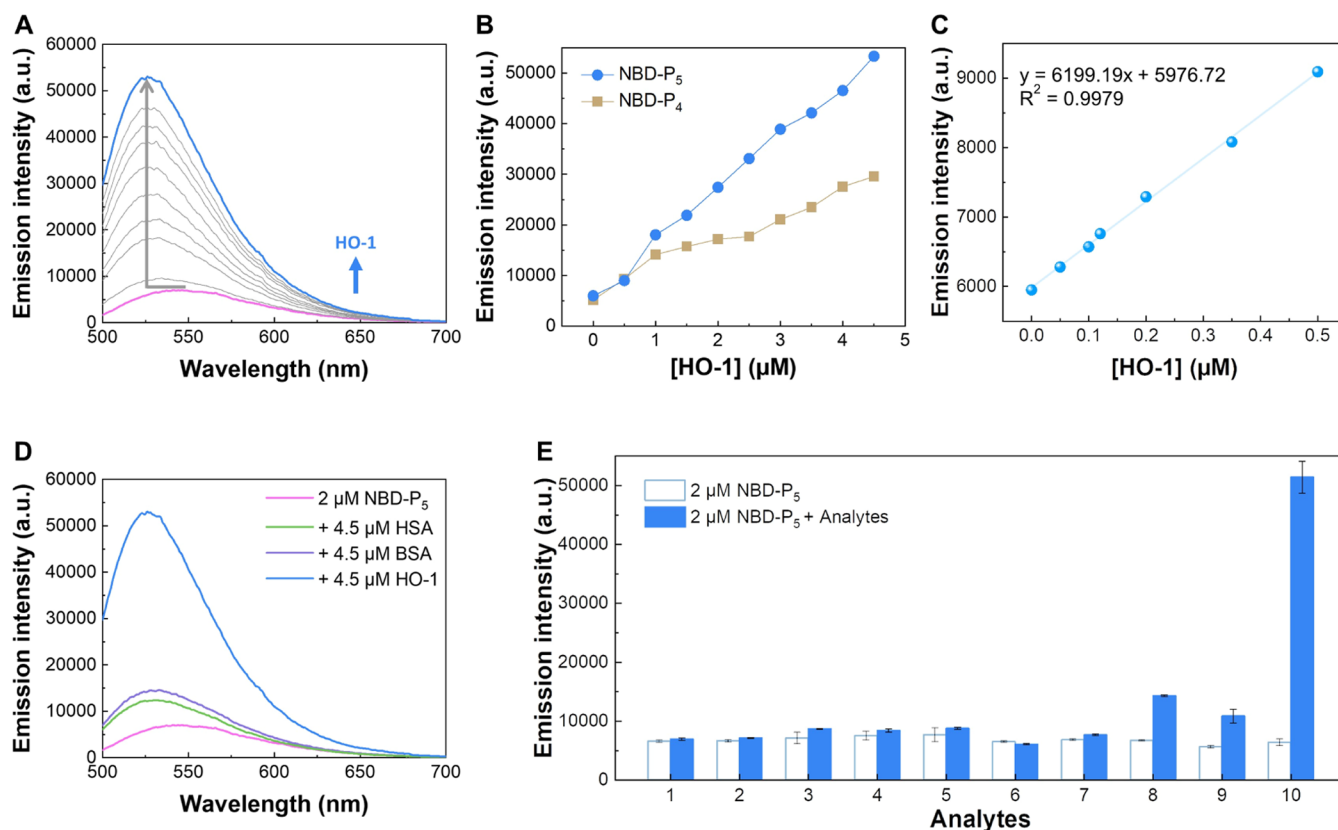 A
Emission intensity (a.u.)
60000
50000
40000
30000
20000
10000
0
500
550
600
650
700
Wavelength (nm)
HO-1
B
Emission intensity (a.u.)
50000
40000
30000
20000
10000
0
0
1
2
3
4
5
[HO-1] (μM)
NBD-P5
NBD-P4
C
Emission intensity (a.u.)
9000
8000
7000
6000
0.0
0.1
0.2
0.3
0.4
0.5
[HO-1] (μM)
y = 6199.19x + 5976.72
R² = 0.9979
D
Emission intensity (a.u.)
60000
50000
40000
30000
20000
10000
0
500
550
600
650
700
Wavelength (nm)
2 μM NBD-P5
+ 4.5 μM HSA
+ 4.5 μM BSA
+ 4.5 μM HO-1
E
Emission intensity (a.u.)
50000
40000
30000
20000
10000
0
1
2
3
4
5
6
7
8
9
10
Analytes
2 μM NBD-P5
2 μM NBD-P5 + Analytes